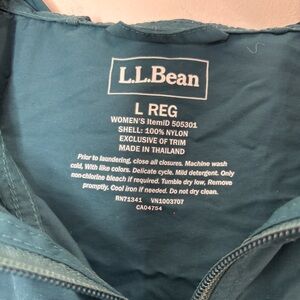 L.L.Bean
L REG
WOMEN'S ItemID 505301
SHELL: 100% NYLON
EXCLUSIVE OF TRIM
MADE IN THAILAND
Prior to laundering, close all closures. Machine wash
cold, With like colors. Delicate cycle. Mild detergent. Only
non-chlorine bleach if required. Tumble dry low, Remove
promptly. Cool iron if needed. Do not dry clean.
RN71341 VN1003707
CA04754